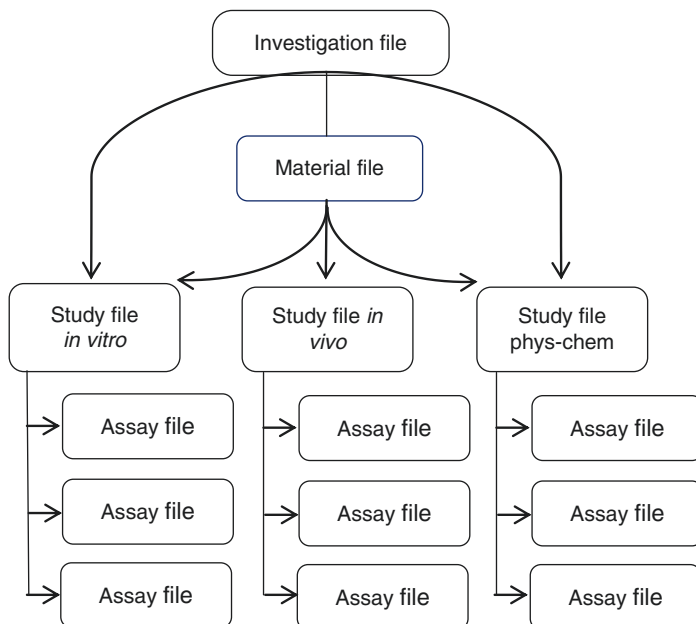 Investigation file
Material file
Study file
in vitro
Study file in
vivo
Study file
phys-chem
Assay file
Assay file
Assay file
Assay file
Assay file
Assay file
Assay file
Assay file
Assay file